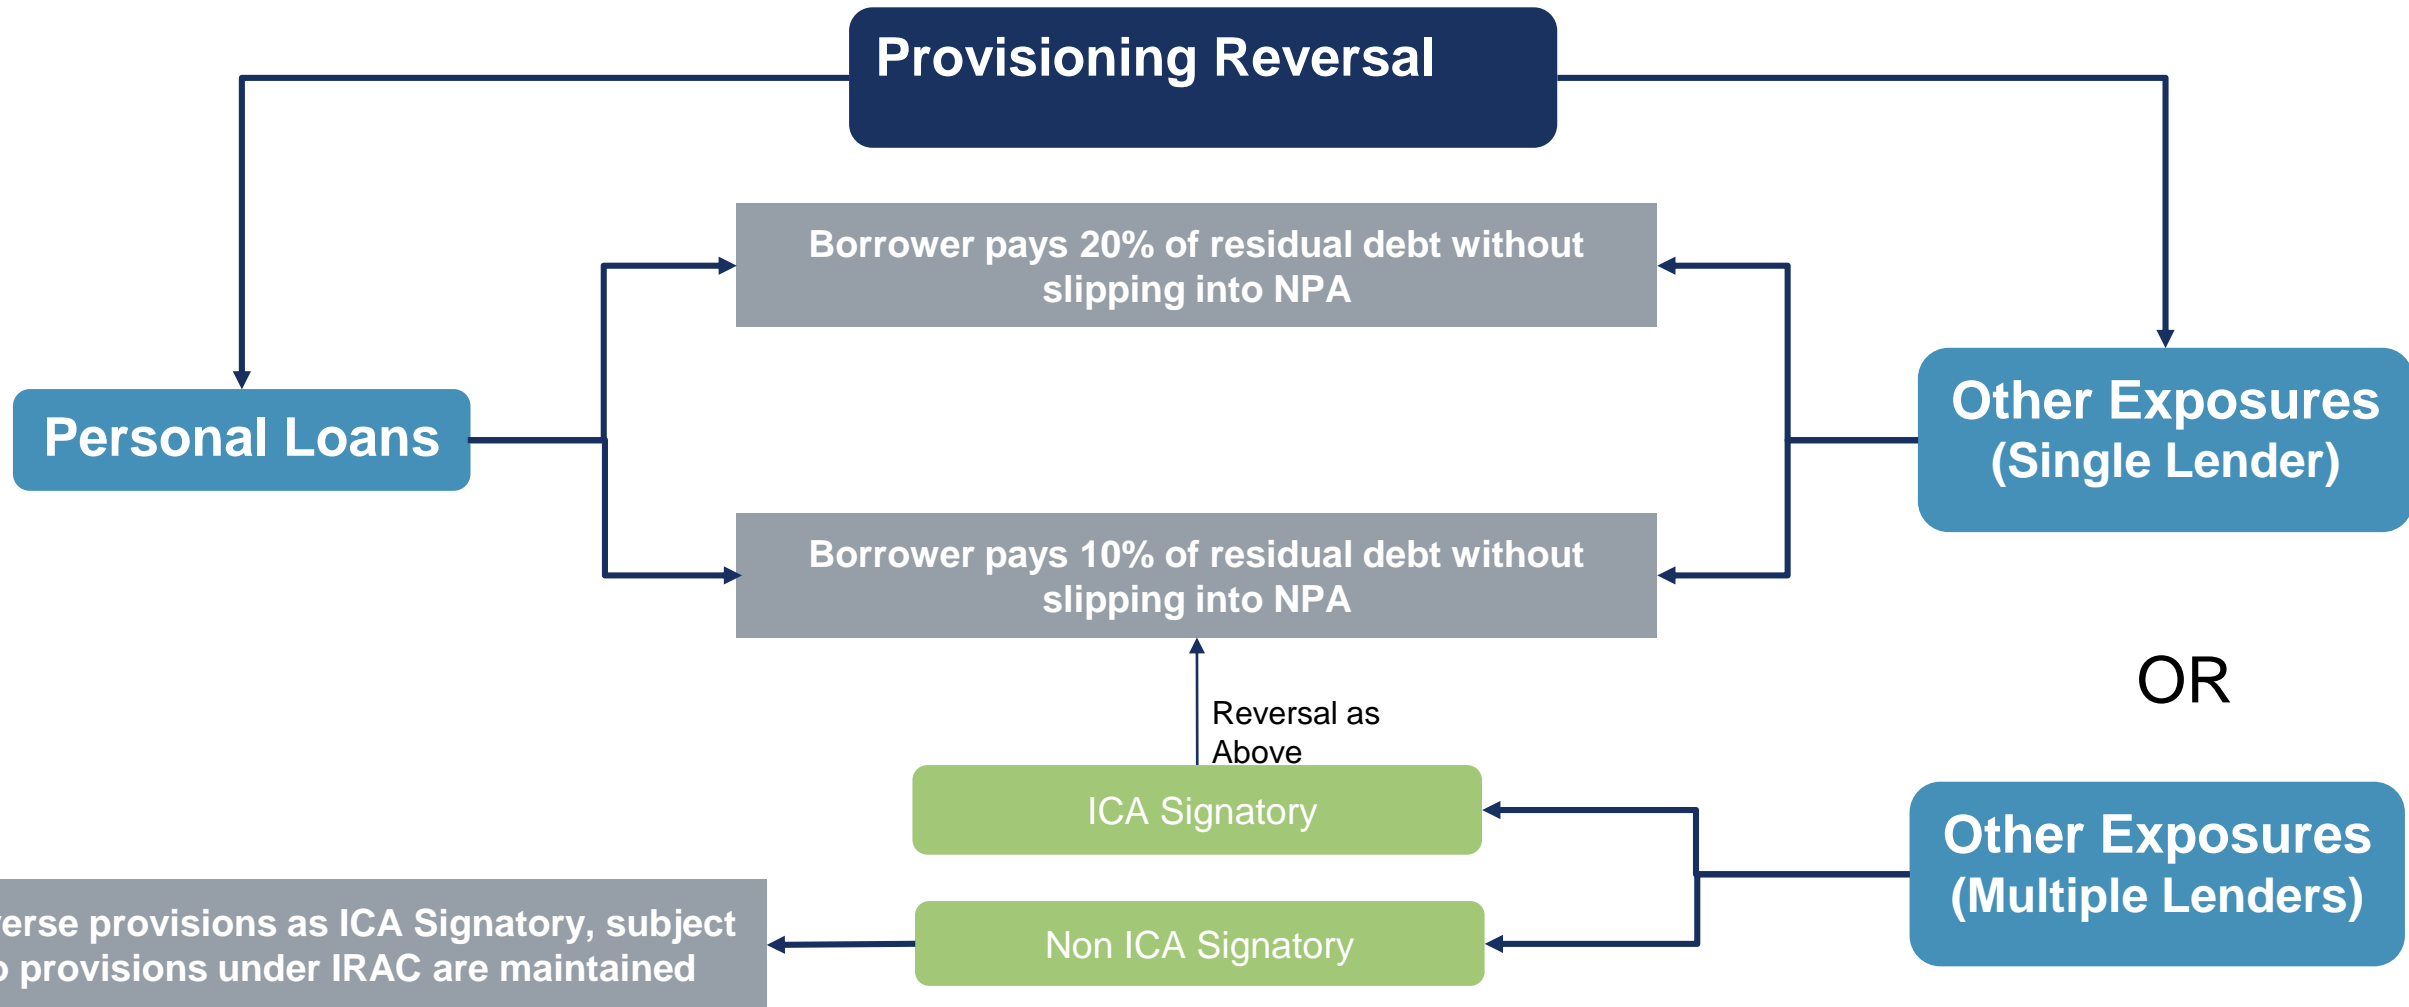 Provisioning Reversal
Borrower pays 20% of residual debt without
slipping into NPA
Personal Loans
Other Exposures
(Single Lender)
Borrower pays 10% of residual debt without
slipping into NPA
OR
Reversal as
Above
ICA Signatory
Other Exposures
(Multiple Lenders)
provisions as ICA Signatory, subject
provisions under IRAC are maintained
Non ICA Signatory